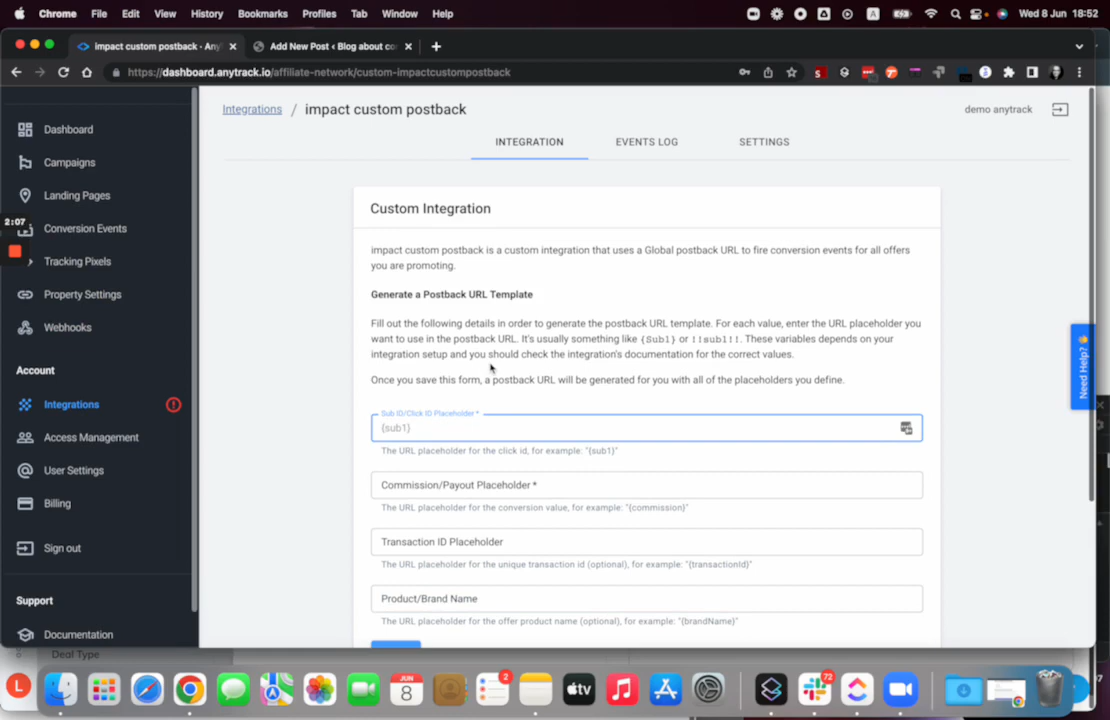 Chrome File Edit View History Bookmarks Profiles Tab Window Help Wed 8 Jun 18:52
impact custom postback - Any Add New Post ‹ Blog about co
https://dashboard.anytrack.io/affiliate-network/custom-impactcustompostback
Integrations / impact custom postback demo anytrack
Dashboard
Campaigns
Landing Pages
2:07
Conversion Events
Tracking Pixels
Property Settings
Webhooks
Account
Integrations
Access Management
User Settings
Billing
Sign out
Support
Documentation
Deal Type
INTEGRATION EVENTS LOG SETTINGS
Custom Integration
impact custom postback is a custom integration that uses a Global postback URL to fire conversion events for all offers
you are promoting.
Generate a Postback URL Template
Fill out the following details in order to generate the postback URL template. For each value, enter the URL placeholder you
want to use in the postback URL. It's usually something like {Sub1} or !!sub1!!. These variables depends on your
integration setup and you should check the integration's documentation for the correct values.
Once you save this form, a postback URL will be generated for you with all of the placeholders you define.
Sub ID/Click ID Placeholder *
{sub1}
The URL placeholder for the click id, for example: "{sub1}"
Commission/Payout Placeholder *
The URL placeholder for the conversion value, for example: "{commission}"
Transaction ID Placeholder
The URL placeholder for the unique transaction id (optional), for example: "{transactionId}"
Product/Brand Name
The URL placeholder for the offer product name (optional), for example: "{brandName}"
Need Help?
L
JUN
8
2
tv
72